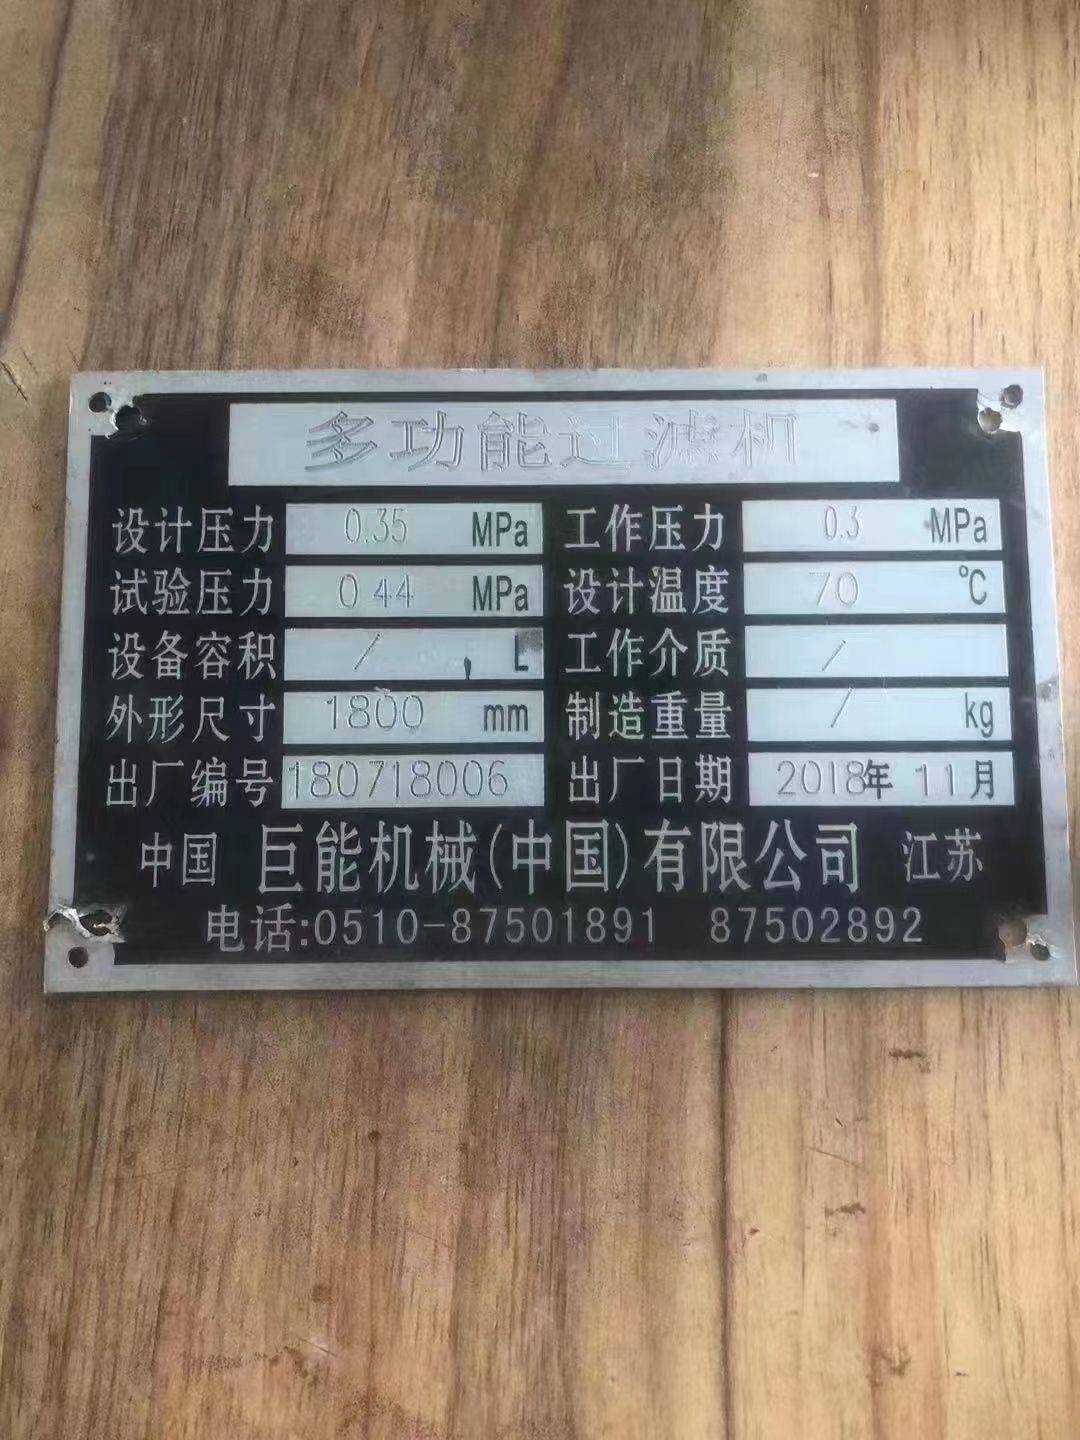 多功能过滤机
设计压力 0.35 MPa 工作压力 0.3 MPa
试验压力 0.44 MPa 设计温度 70 ℃
设备容积 / L 工作介质 /
外形尺寸 1800 mm 制造重量 / kg
出厂编号 180718006 出厂日期 2018年 11月
中国 巨能机械(中国)有限公司 江苏
电话:0510-87501891 87502892